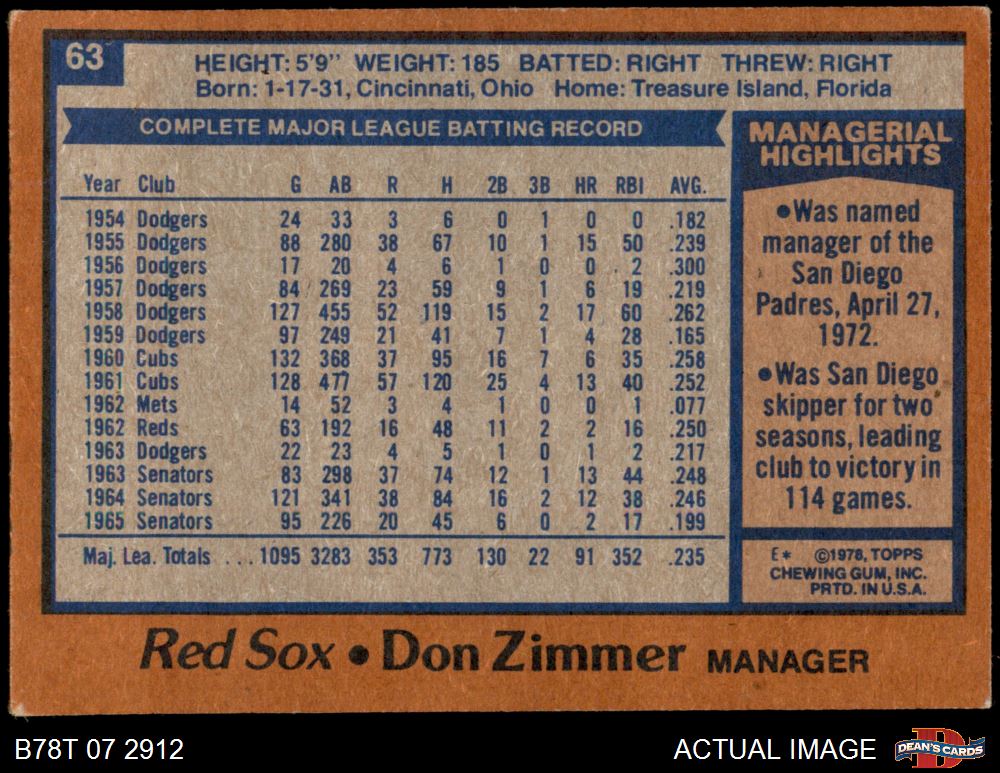 63
HEIGHT: 5'9" WEIGHT: 185 BATTED: RIGHT THREW: RIGHT
Born: 1-17-31, Cincinnati, Ohio Home: Treasure Island, Florida
COMPLETE MAJOR LEAGUE BATTING RECORD
Year Club G AB R H 2B 3B HR RBI AVG.
1954 Dodgers 24 33 3 6 0 1 0 0 .182
1955 Dodgers 88 280 38 67 10 1 15 50 .239
1956 Dodgers 17 20 4 6 1 0 0 2 .300
1957 Dodgers 84 269 23 59 9 1 6 19 .219
1958 Dodgers 127 455 52 119 15 2 17 60 .262
1959 Dodgers 97 249 21 41 7 1 4 28 .165
1960 Cubs 132 368 37 95 16 7 6 35 .258
1961 Cubs 128 477 57 120 25 4 13 40 .252
1962 Mets 14 52 3 4 1 0 0 1 .077
1962 Reds 63 192 16 48 11 2 2 16 .250
1963 Dodgers 22 23 4 5 1 0 1 2 .217
1963 Senators 83 298 37 74 12 1 13 44 .248
1964 Senators 121 341 38 84 16 2 12 38 .246
1965 Senators 95 226 20 45 6 0 2 17 .199
Maj. Lea. Totals ... 1095 3283 353 773 130 22 91 352 .235
MANAGERIAL
HIGHLIGHTS
•Was named
manager of the
San Diego
Padres, April 27,
1972.
•Was San Diego
skipper for two
seasons, leading
club to victory in
114 games.
E* ©1978, TOPPS
CHEWING GUM, INC.
PRTD. IN U.S.A.
Red Sox • Don Zimmer MANAGER
B78T 07 2912
ACTUAL IMAGE
D
DEAN'S CARDS